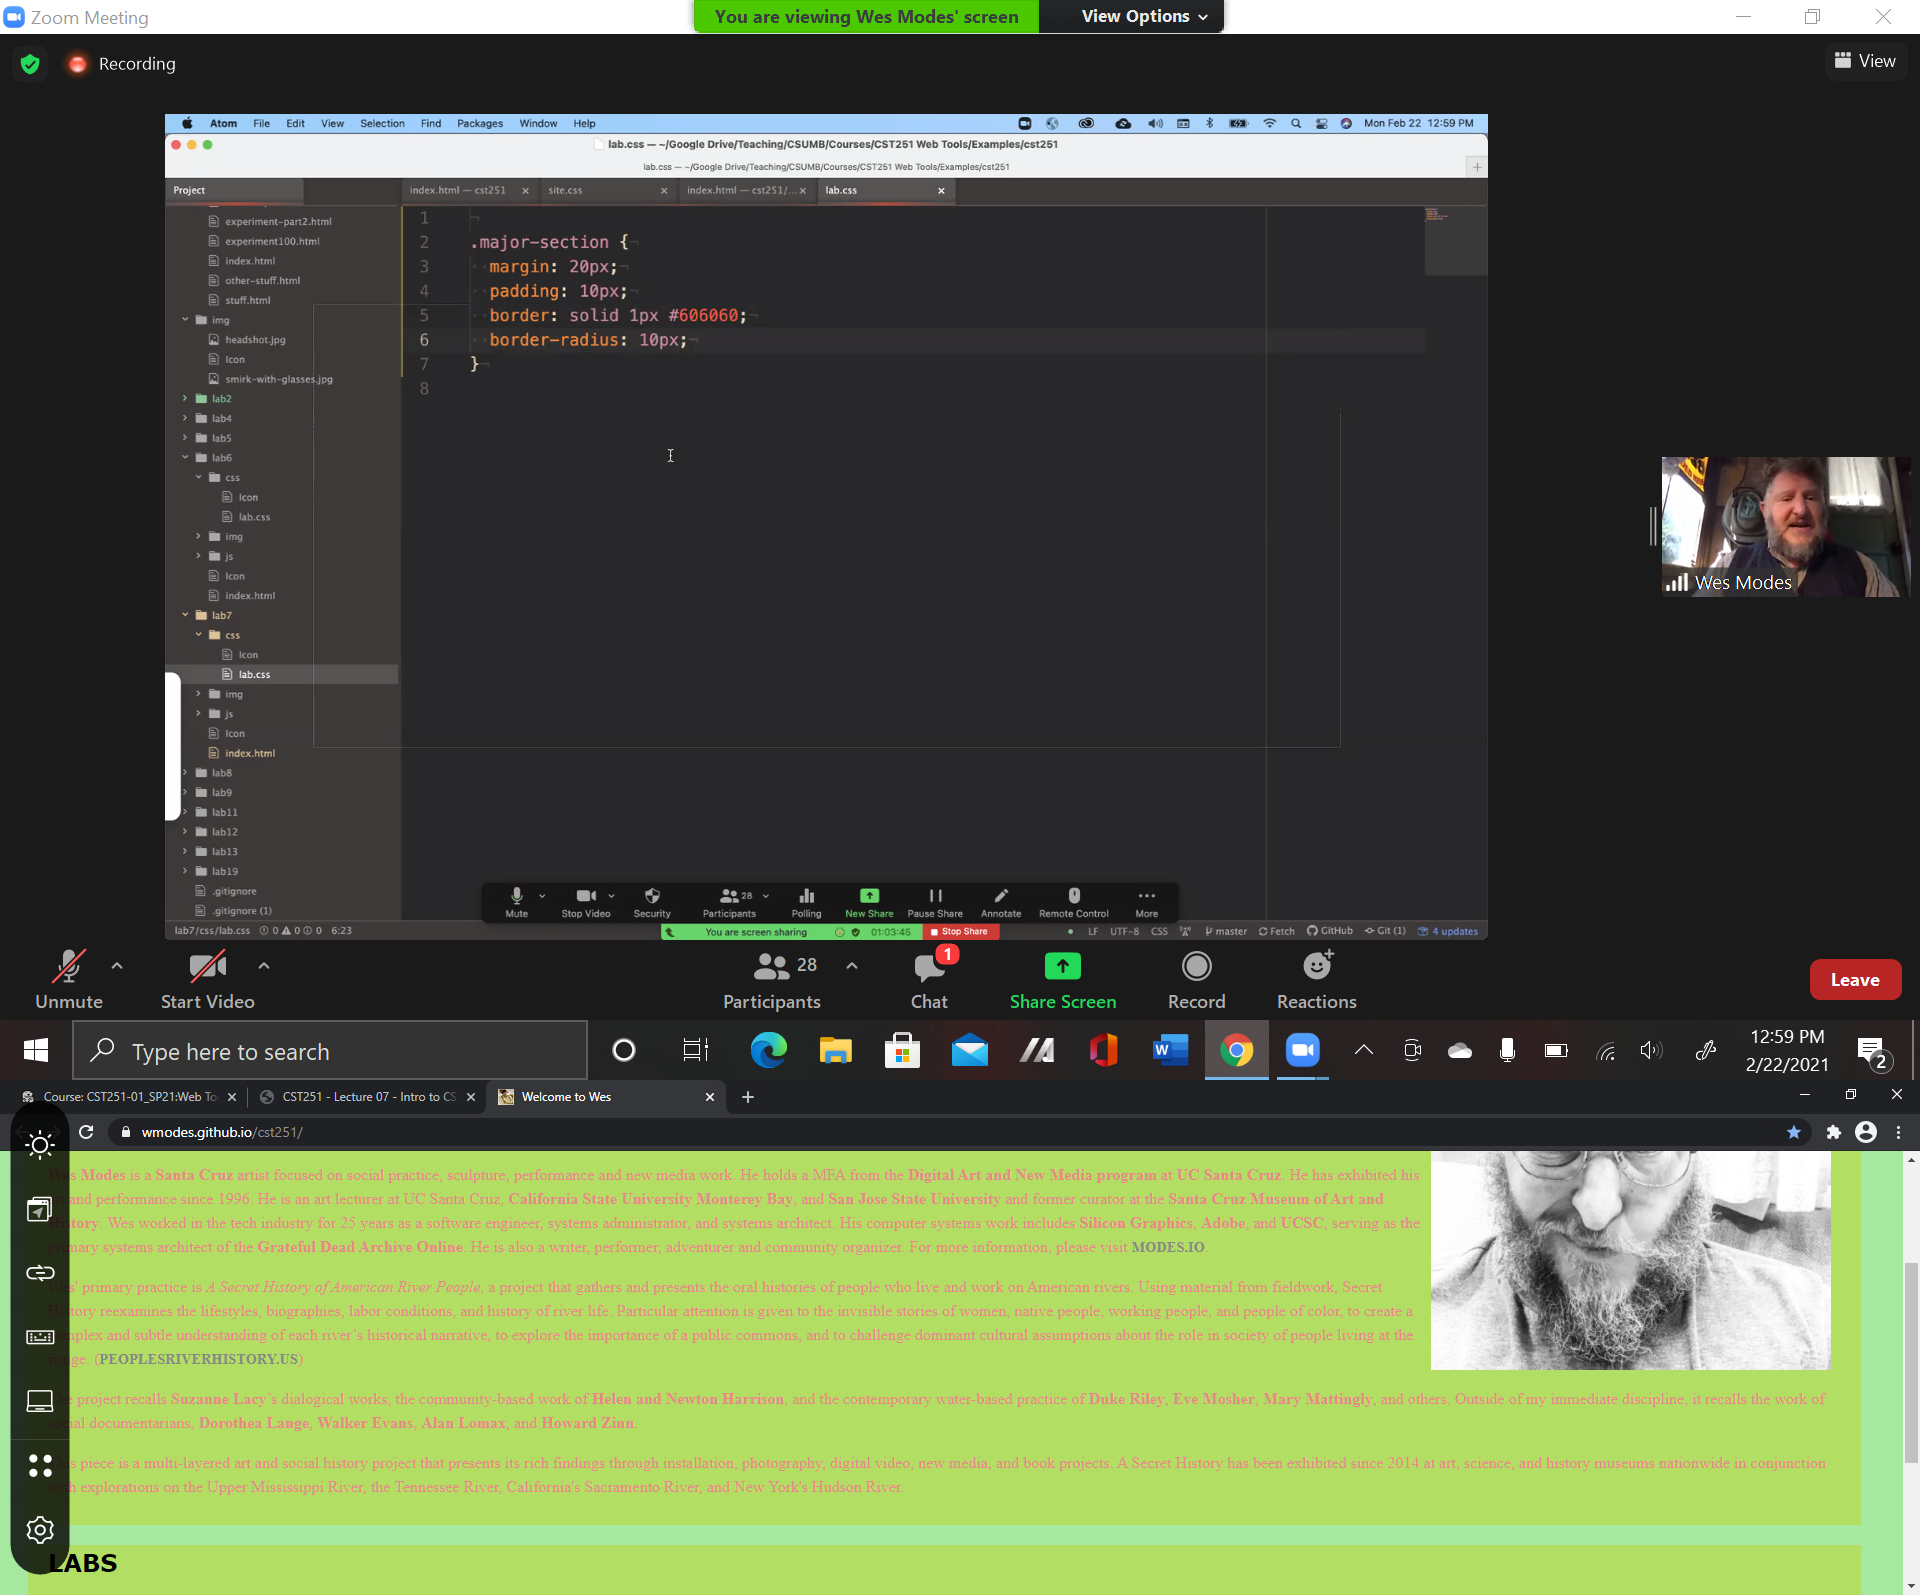 Zoom Meeting
You are viewing Wes Modes' screen
View Options
Recording
View
Atom File Edit View Selection Find Packages Window Help
Mon Feb 22 12:59 PM
lab.css — ~/Google Drive/Teaching/CSUMB/Courses/CST251 Web Tools/Examples/cst251
lab.css — ~/Google Drive/Teaching/CSUMB/Courses/CST251 Web Tools/Examples/cst251
Project
index.html — cst251
site.css
index.html — cst251/...
lab.css
experiment-part2.html
experiment100.html
index.html
other-stuff.html
stuff.html
img
headshot.jpg
Icon
smirk-with-glasses.jpg
lab2
lab4
lab5
lab6
css
Icon
lab.css
img
js
Icon
index.html
lab7
css
Icon
lab.css
img
js
Icon
index.html
lab8
lab9
lab11
lab12
lab13
lab19
.gitignore
.gitignore (1)
1
2 .major-section {
3 margin: 20px;
4 padding: 10px;
5 border: solid 1px #606060;
6 border-radius: 10px;
7 }
8
Wes Modes
Mute
Stop Video
Security
28
Participants
Polling
New Share
Pause Share
Annotate
Remote Control
More
lab7/css/lab.css 0 0 0 6:23
You are screen sharing
01:03:45
Stop Share
LF UTF-8 CSS master Fetch GitHub Git (1) 4 updates
Unmute
Start Video
28
Participants
1
Chat
Share Screen
Record
Reactions
Leave
Type here to search
12:59 PM
2/22/2021
2
Course: CST251-01_SP21:Web To
CST251 - Lecture 07 - Intro to CS
Welcome to Wes
wmodes.github.io/cst251/
Wes Modes is a Santa Cruz artist focused on social practice, sculpture, performance and new media work. He holds a MFA from the Digital Art and New Media program at UC Santa Cruz. He has exhibited his
and performance since 1996. He is an art lecturer at UC Santa Cruz, California State University Monterey Bay, and San Jose State University and former curator at the Santa Cruz Museum of Art and
History. Wes worked in the tech industry for 25 years as a software engineer, systems administrator, and systems architect. His computer systems work includes Silicon Graphics, Adobe, and UCSC, serving as the
primary systems architect of the Grateful Dead Archive Online. He is also a writer, performer, adventurer and community organizer. For more information, please visit MODES.IO.
Wes' primary practice is A Secret History of American River People, a project that gathers and presents the oral histories of people who live and work on American rivers. Using material from fieldwork, Secret
History reexamines the lifestyles, biographies, labor conditions, and history of river life. Particular attention is given to the invisible stories of women, native people, working people, and people of color, to create a
complex and subtle understanding of each river's historical narrative, to explore the importance of a public commons, and to challenge dominant cultural assumptions about the role in society of people living at the
fringe. (PEOPLESRIVERHISTORY.US)
The project recalls Suzanne Lacy's dialogical works, the community-based work of Helen and Newton Harrison, and the contemporary water-based practice of Duke Riley, Eve Mosher, Mary Mattingly, and others. Outside of my immediate discipline, it recalls the work of
social documentarians, Dorothea Lange, Walker Evans, Alan Lomax, and Howard Zinn.
This piece is a multi-layered art and social history project that presents its rich findings through installation, photography, digital video, new media, and book projects. A Secret History has been exhibited since 2014 at art, science, and history museums nationwide in conjunction
with explorations on the Upper Mississippi River, the Tennessee River, California's Sacramento River, and New York's Hudson River.
LABS